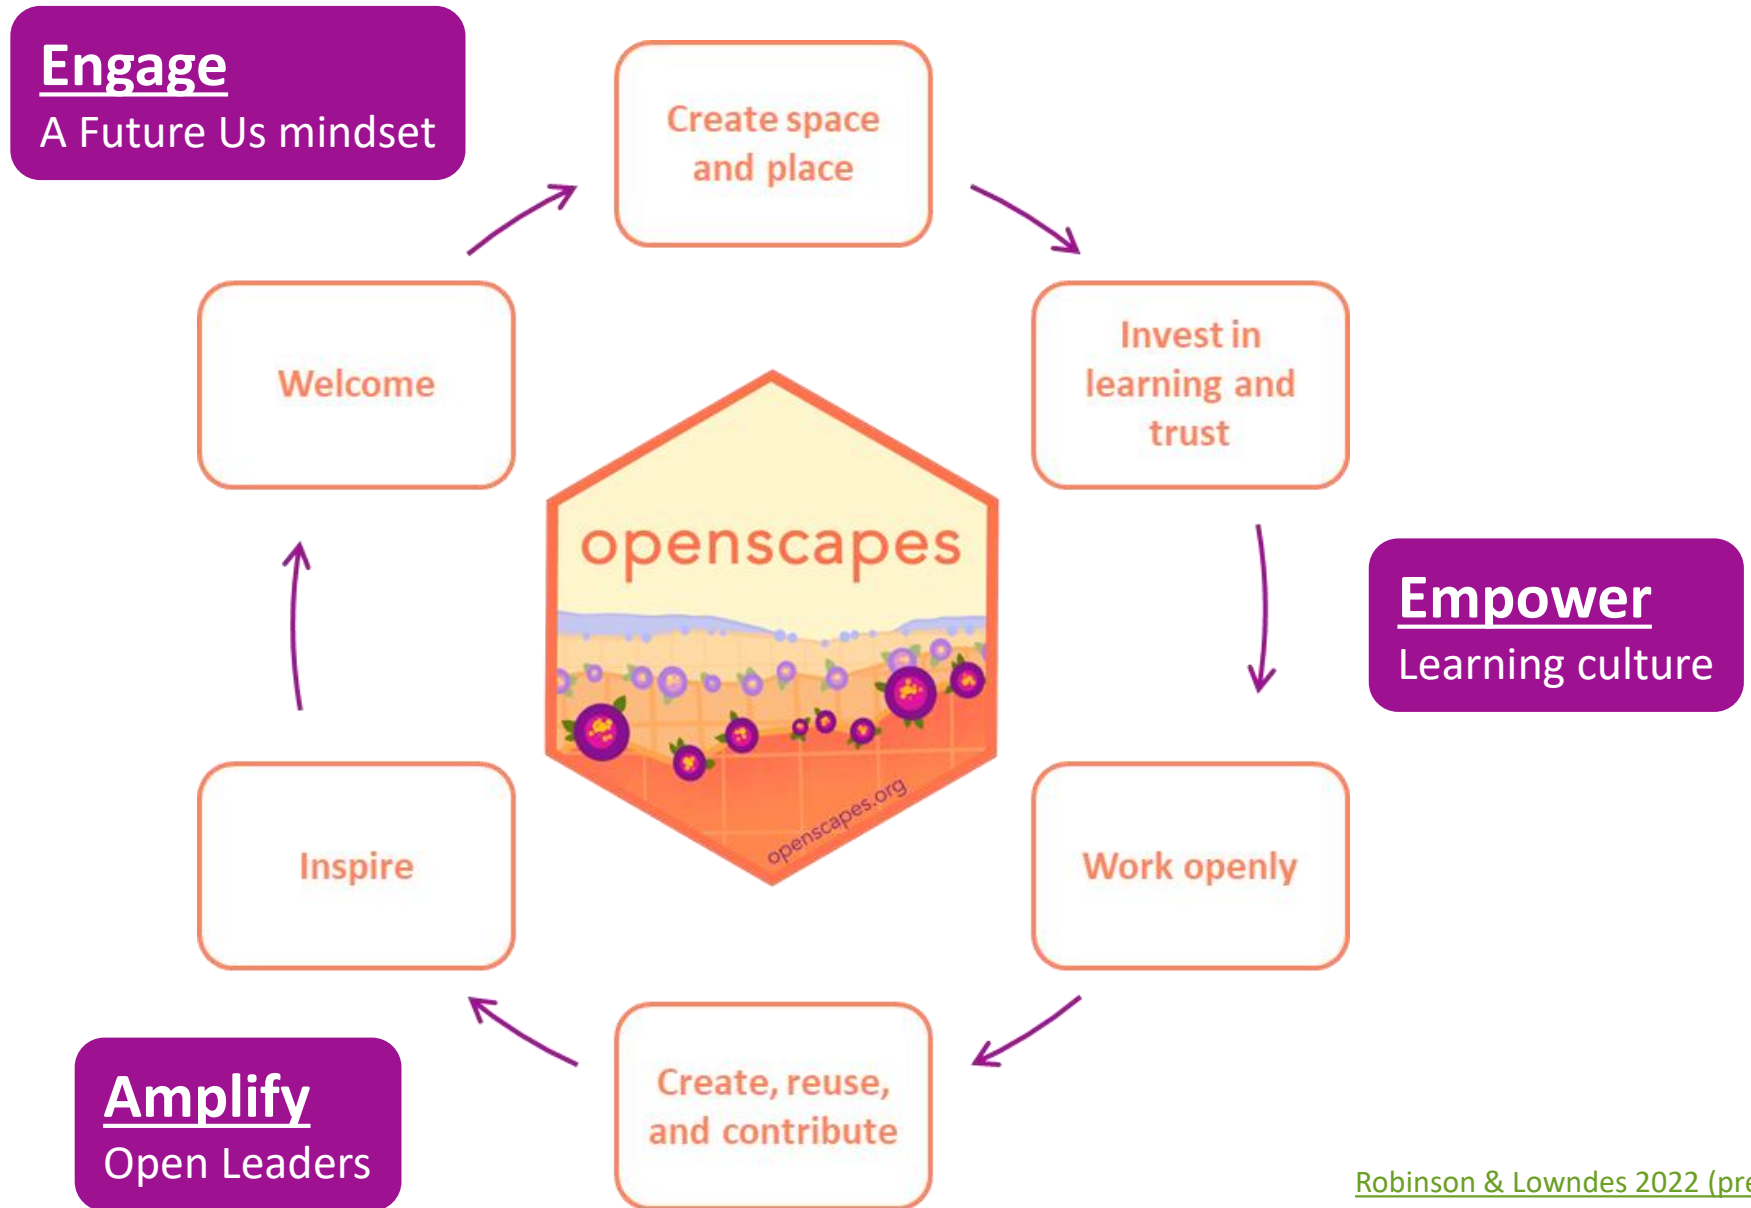 Engage
A Future Us mindset
Create space
and place
Welcome
Invest in
learning and
trust
openscapes
openscapes.org
Empower
Learning culture
Inspire
Work openly
Amplify
Open Leaders
Create, reuse,
and contribute
Robinson & Lowndes 2022